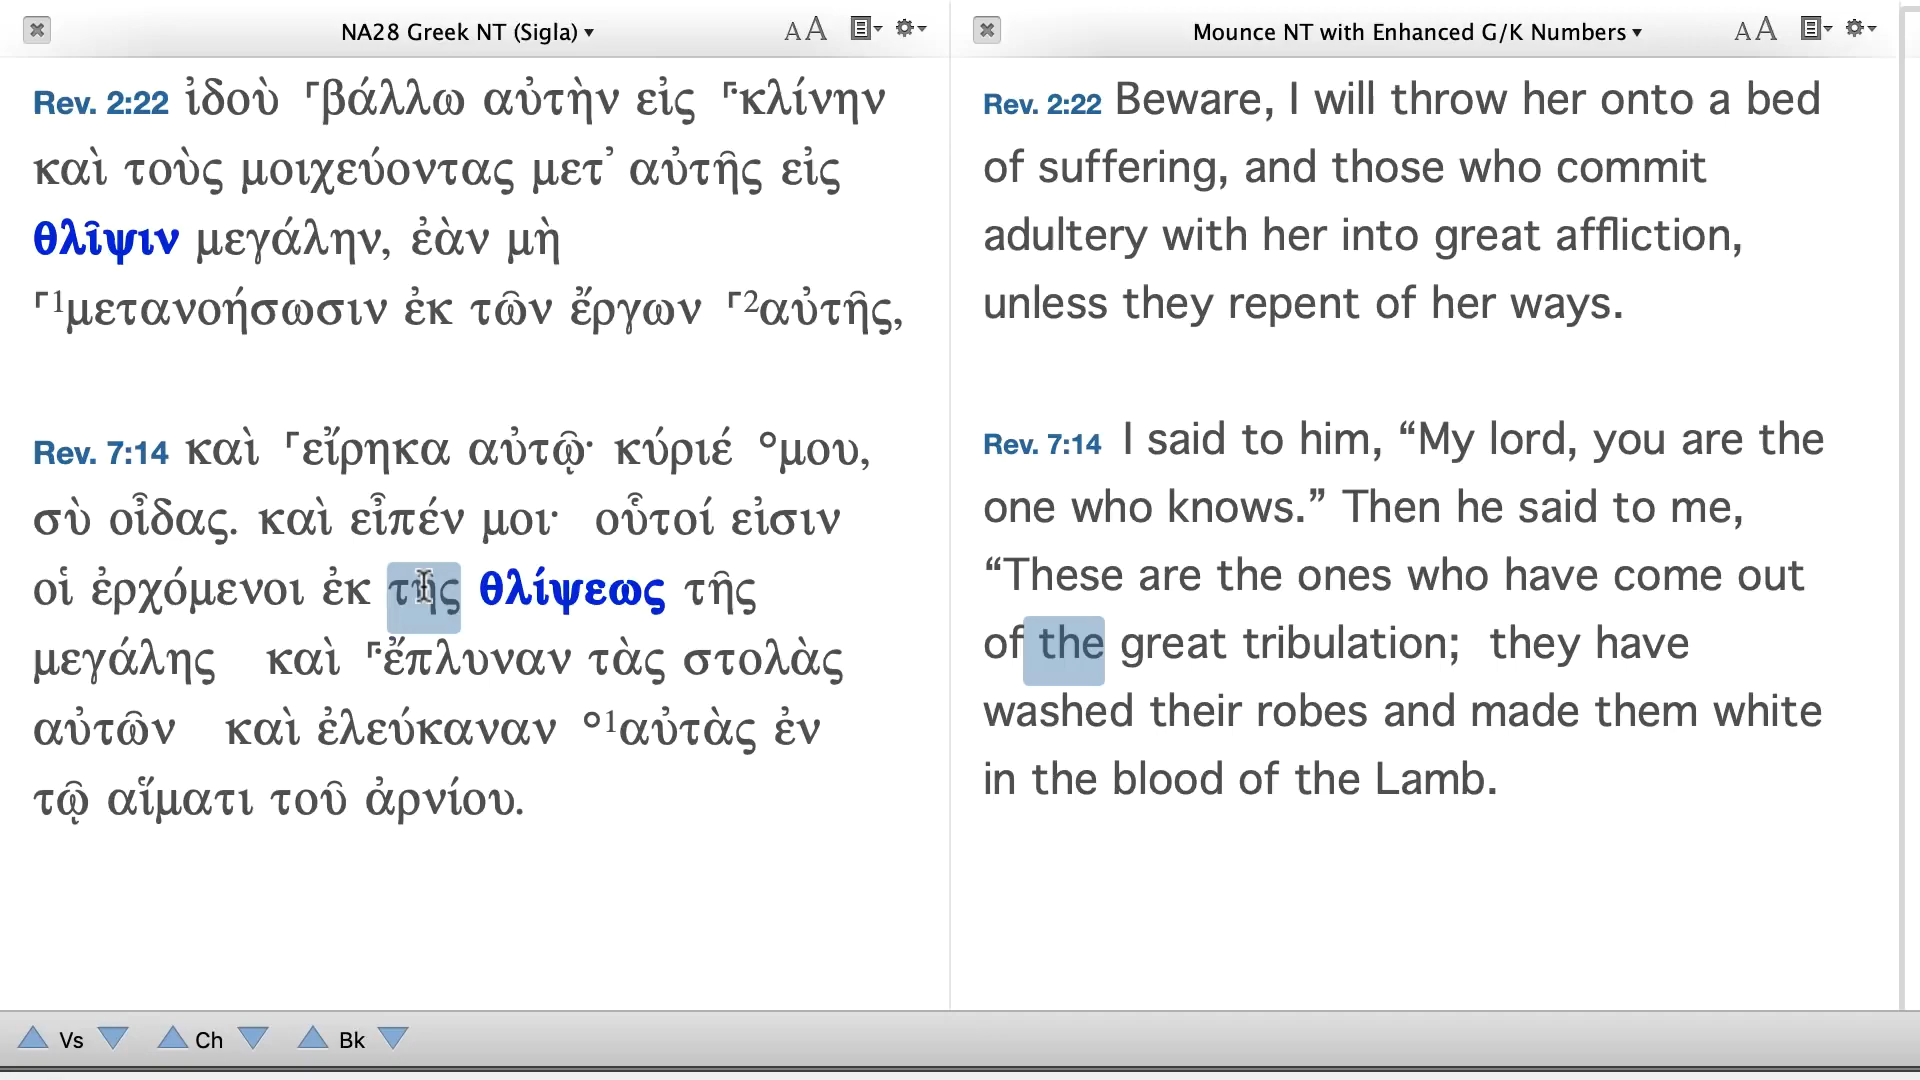 NA28 Greek NT (Sigla) ▾
Rev. 2:22 ἰδοὺ ⸀βάλλω αὐτὴν εἰς ⸁κλίνην
καὶ τοὺς μοιχεύοντας μετ’ αὐτῆς εἰς
θλῖψιν μεγάλην, ἐὰν μὴ
⸀¹μετανοήσωσιν ἐκ τῶν ἔργων ⸀²αὐτῆς,
Rev. 7:14 καὶ ⸀εἴρηκα αὐτῷ· κύριέ °μου,
σὺ οἶδας. καὶ εἶπέν μοι· οὗτοί εἰσιν
οἱ ἐρχόμενοι ἐκ τῆς θλίψεως τῆς
μεγάλης καὶ ⸁ἔπλυναν τὰς στολὰς
αὐτῶν καὶ ἐλεύκαναν °¹αὐτὰς ἐν
τῷ αἵματι τοῦ ἀρνίου.
Mounce NT with Enhanced G/K Numbers ▾
Rev. 2:22 Beware, I will throw her onto a bed
of suffering, and those who commit
adultery with her into great affliction,
unless they repent of her ways.
Rev. 7:14 I said to him, “My lord, you are the
one who knows.” Then he said to me,
“These are the ones who have come out
of the great tribulation; they have
washed their robes and made them white
in the blood of the Lamb.
AA
AA
Vs Ch Bk